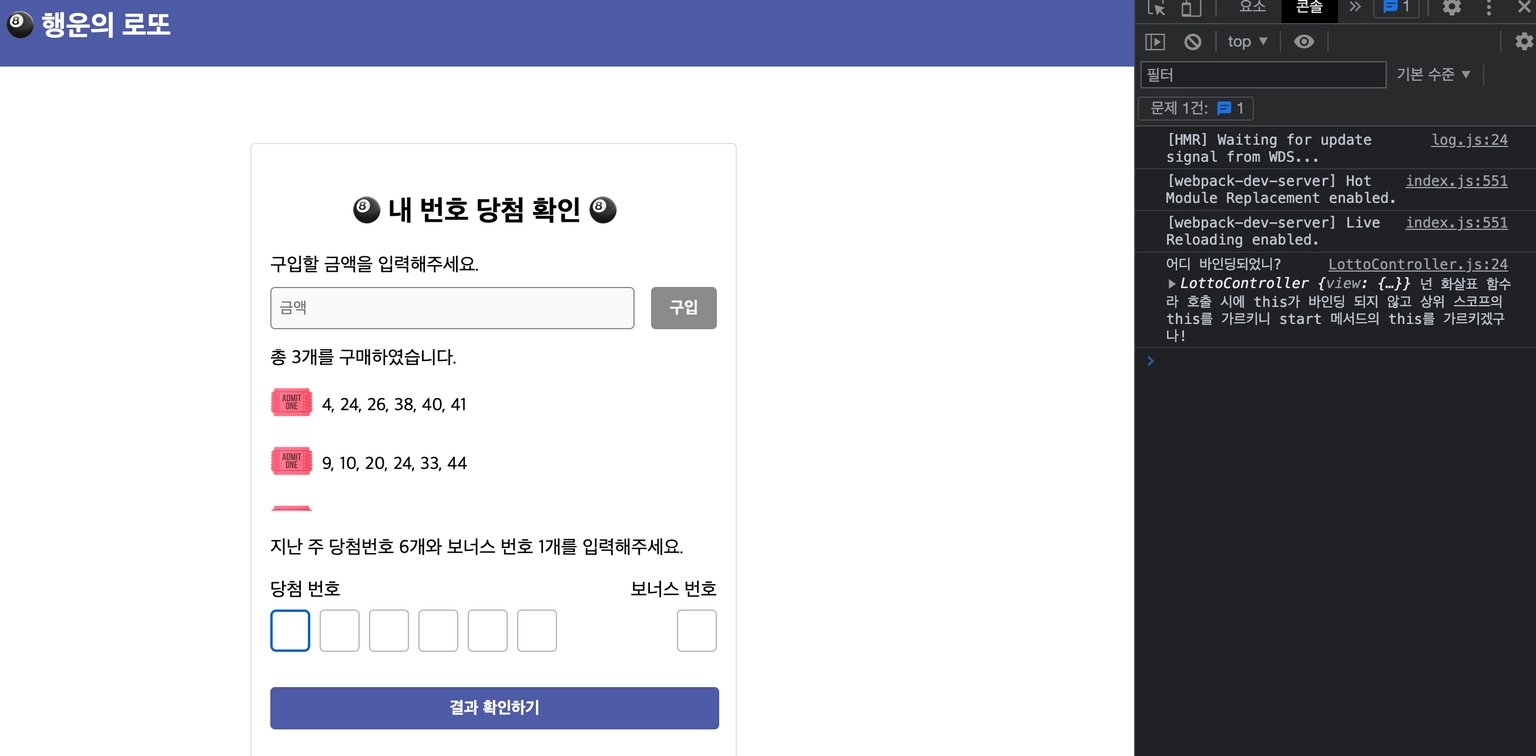 🎱 행운의 로또
🎱 내 번호 당첨 확인 🎱
구입할 금액을 입력해주세요.
금액
구입
총 3개를 구매하였습니다.
ADMIT
ONE
4, 24, 26, 38, 40, 41
ADMIT
ONE
9, 10, 20, 24, 33, 44
지난 주 당첨번호 6개와 보너스 번호 1개를 입력해주세요.
당첨 번호 보너스 번호
결과 확인하기
요소 콘솔 » 1
top ▼
필터 기본 수준 ▼
문제 1건: 1
[HMR] Waiting for update log.js:24
signal from WDS...
[webpack-dev-server] Hot index.js:551
Module Replacement enabled.
[webpack-dev-server] Live index.js:551
Reloading enabled.
어디 바인딩되었니? LottoController.js:24
▶LottoController {view: {…}} 넌 화살표 함수
라 호출 시에 this가 바인딩 되지 않고 상위 스코프의
this를 가르키니 start 메서드의 this를 가르키겠구
나!